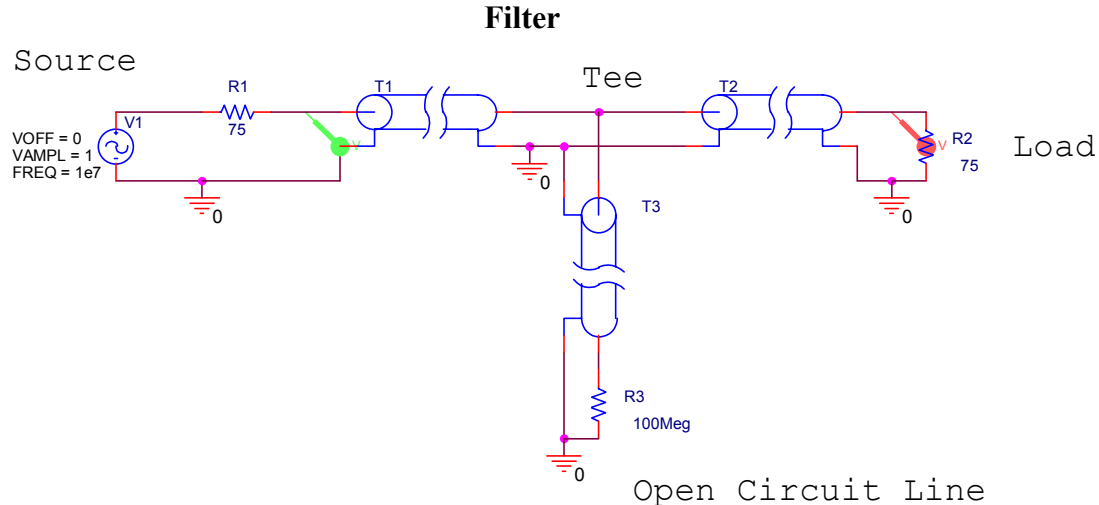 Filter
Source
Tee
R1
T1
T2
V1
75
VOFF = 0
VAMPL = 1
FREQ = 1e7
V
V
R2
75
Load
0
0
0
T3
R3
100Meg
0
Open Circuit Line